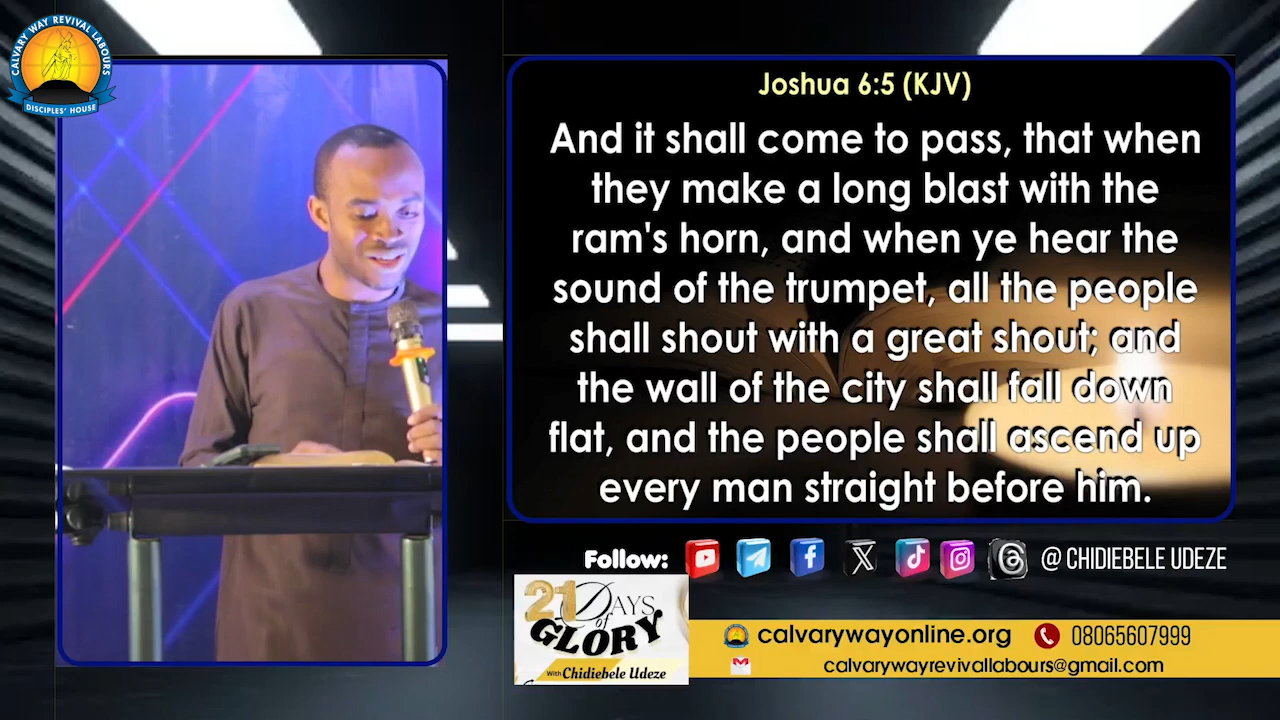 CALVARY WAY REVIVAL LABOURS
DISCIPLES' HOUSE
Joshua 6:5 (KJV)
And it shall come to pass, that when
they make a long blast with the
ram's horn, and when ye hear the
sound of the trumpet, all the people
shall shout with a great shout; and
the wall of the city shall fall down
flat, and the people shall ascend up
every man straight before him.
Follow:
@ CHIDIEBELE UDEZE
21 DAYS
of
GLORY
With Chidiebele Udeze
calvarywayonline.org
08065607999
calvarywayrevivallabours@gmail.com